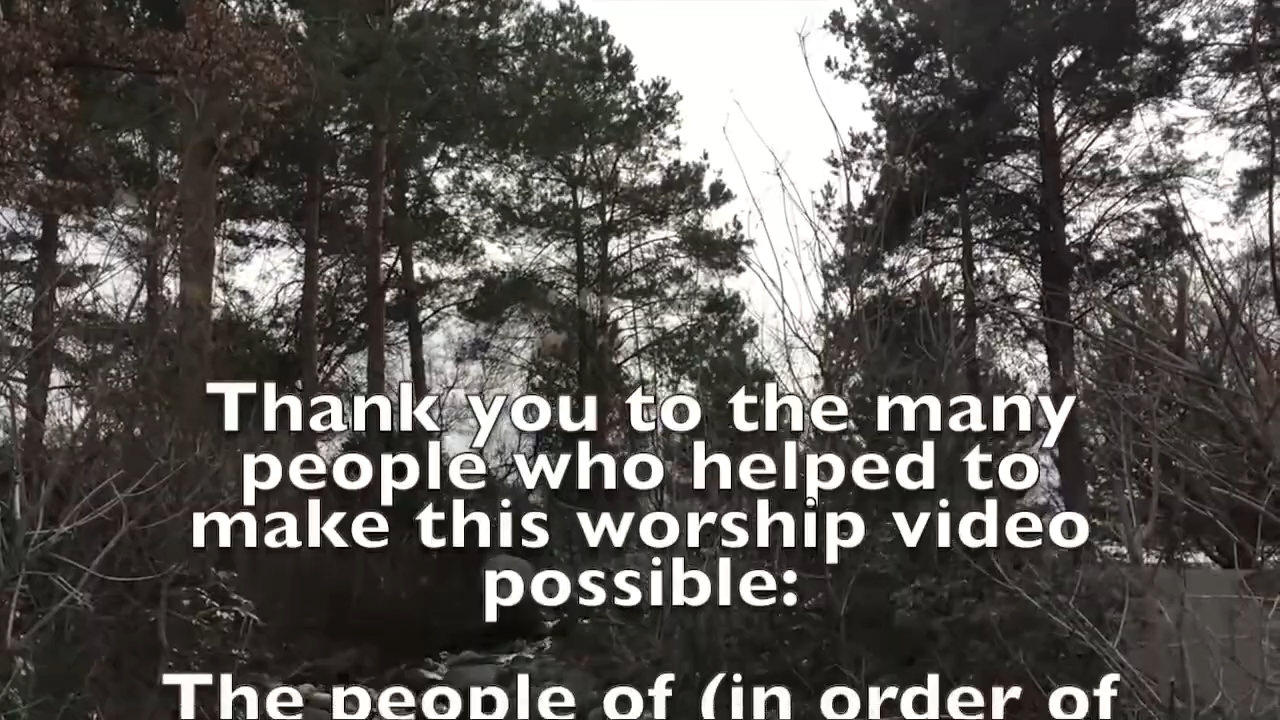 Thank you to the many
people who helped to
make this worship video
possible:
The people of (in order of